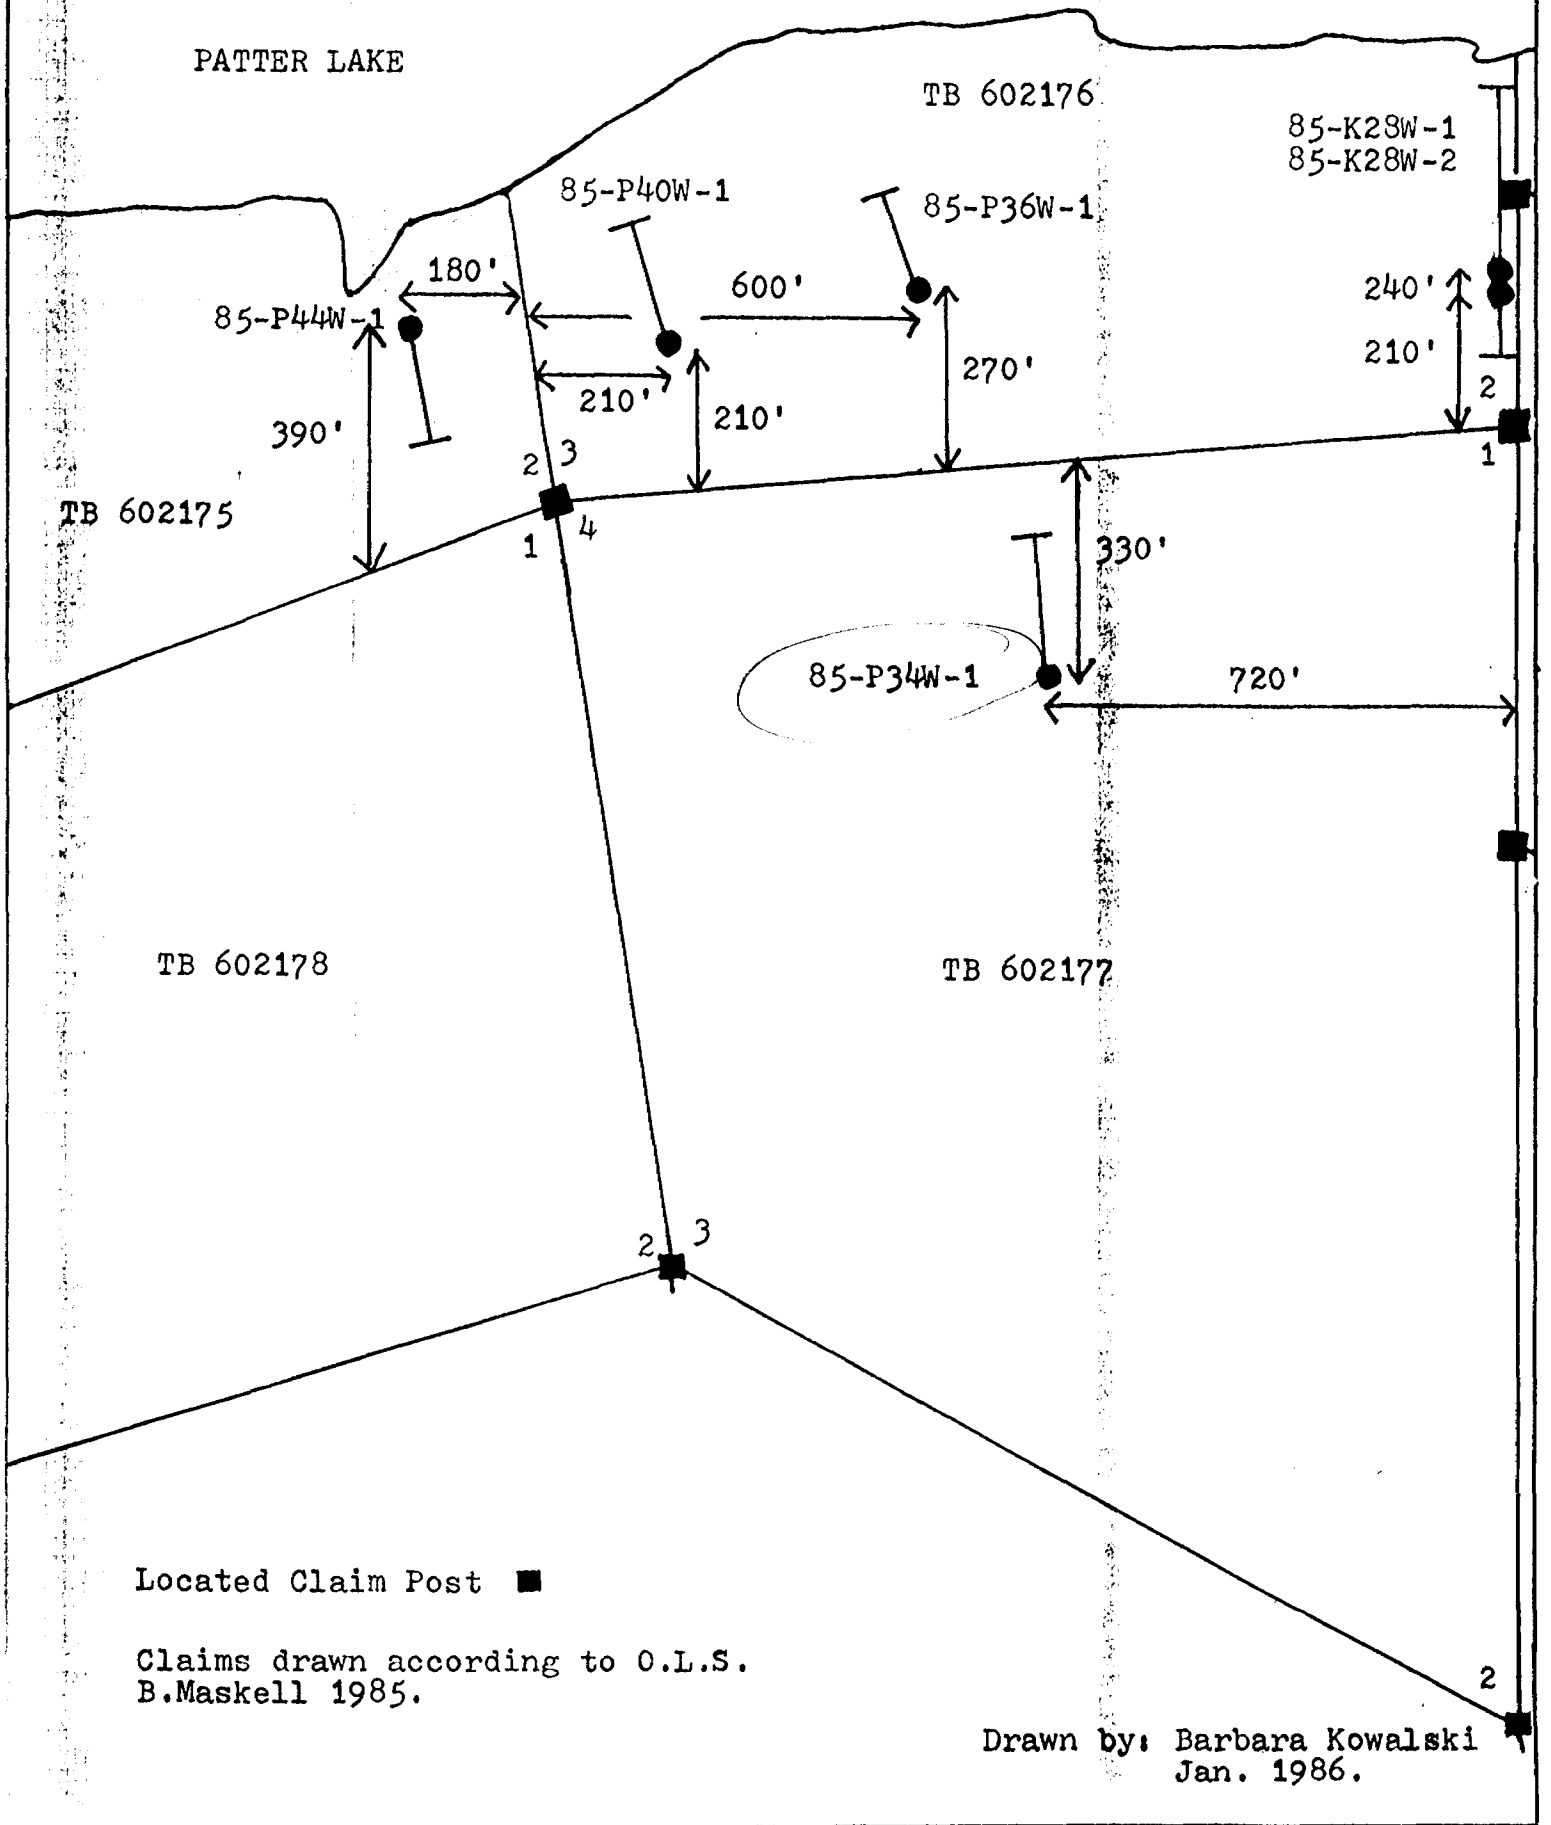 PATTER LAKE
TB 602176
85-K28W-1
85-K28W-2
85-P40W-1
85-P36W-1
180'
600'
240'
85-P44W-1
210'
270'
2
210'
210'
390'
2 3
1
TB 602175
1 4
330'
85-P34W-1
720'
TB 602178
TB 602177
2 3
Located Claim Post
Claims drawn according to O.L.S.
B.Maskell 1985.
2
Drawn by: Barbara Kowalski
Jan. 1986.